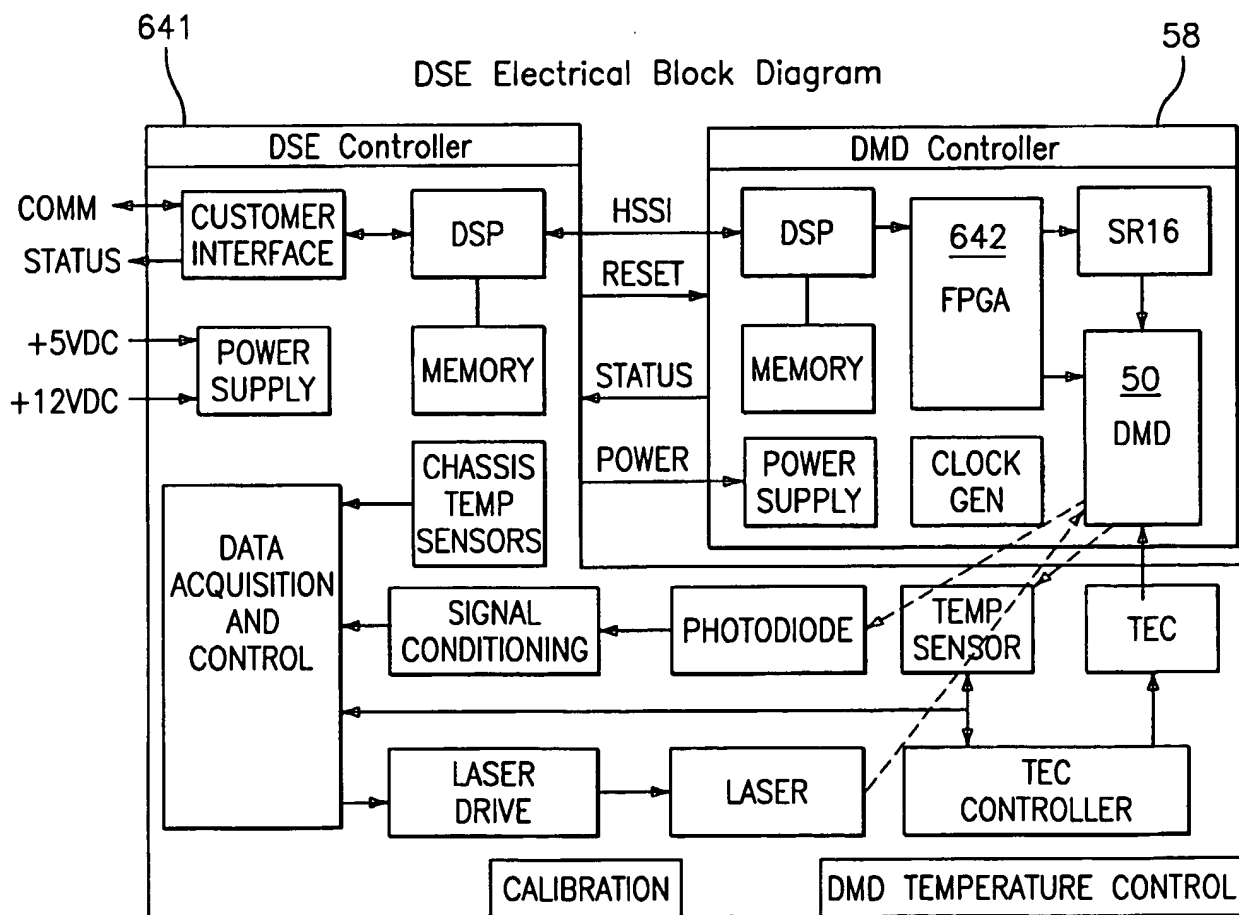 641
58
DSE Electrical Block Diagram
DSE Controller
DMD Controller
COMM
STATUS
CUSTOMER
INTERFACE
DSP
HSSI
DSP
642
FPGA
SR16
RESET
+5VDC
+12VDC
POWER
SUPPLY
MEMORY
STATUS
MEMORY
50
DMD
CHASSIS
TEMP
SENSORS
POWER
POWER
SUPPLY
CLOCK
GEN
DATA
ACQUISITION
AND
CONTROL
SIGNAL
CONDITIONING
PHOTODIODE
TEMP
SENSOR
TEC
LASER
DRIVE
LASER
TEC
CONTROLLER
CALIBRATION
DMD TEMPERATURE CONTROL